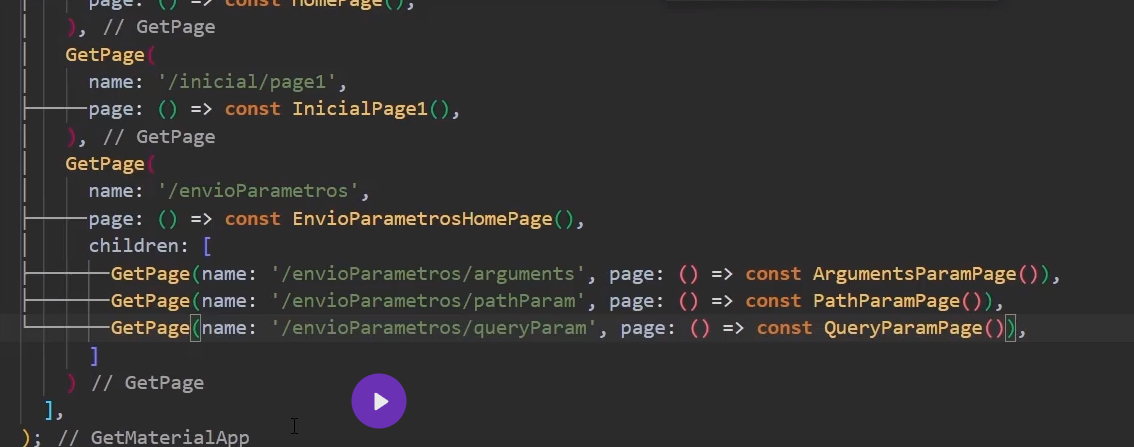 page: () => const HomePage(),
), // GetPage
GetPage(
name: '/inicial/page1',
page: () => const InicialPage1(),
), // GetPage
GetPage(
name: '/envioParametros',
page: () => const EnvioParametrosHomePage(),
children: [
GetPage(name: '/envioParametros/arguments', page: () => const ArgumentsParamPage()),
GetPage(name: '/envioParametros/pathParam', page: () => const PathParamPage()),
GetPage(name: '/envioParametros/queryParam', page: () => const QueryParamPage()),
]
) // GetPage
],
); // GetMaterialApp